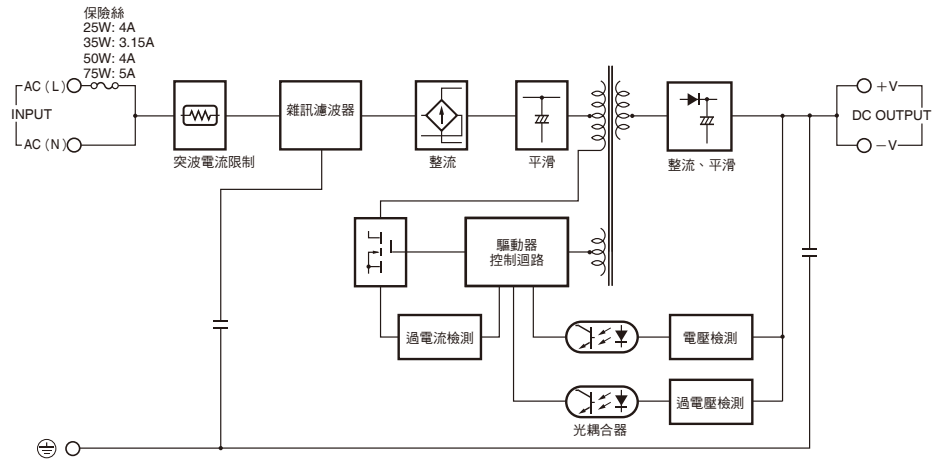 保險絲
25W: 4A
35W: 3.15A
50W: 4A
75W: 5A
AC（L）
INPUT
AC（N）
突波電流限制
雜訊濾波器
整流
平滑
整流、平滑
+V
DC OUTPUT
−V
驅動器
控制迴路
過電流檢測
電壓檢測
過電壓檢測
光耦合器